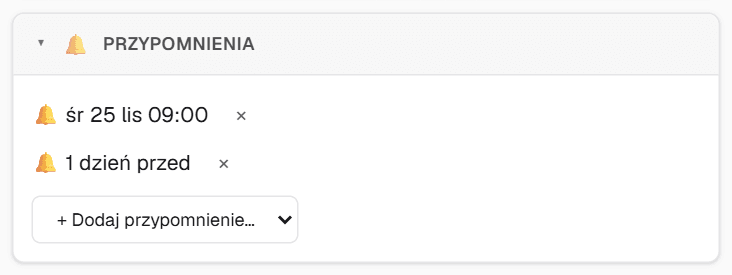 ▼ 🔔 PRZYPOMNIENIA
🔔 śr 25 lis 09:00 ×
🔔 1 dzień przed ×
+ Dodaj przypomnienie...